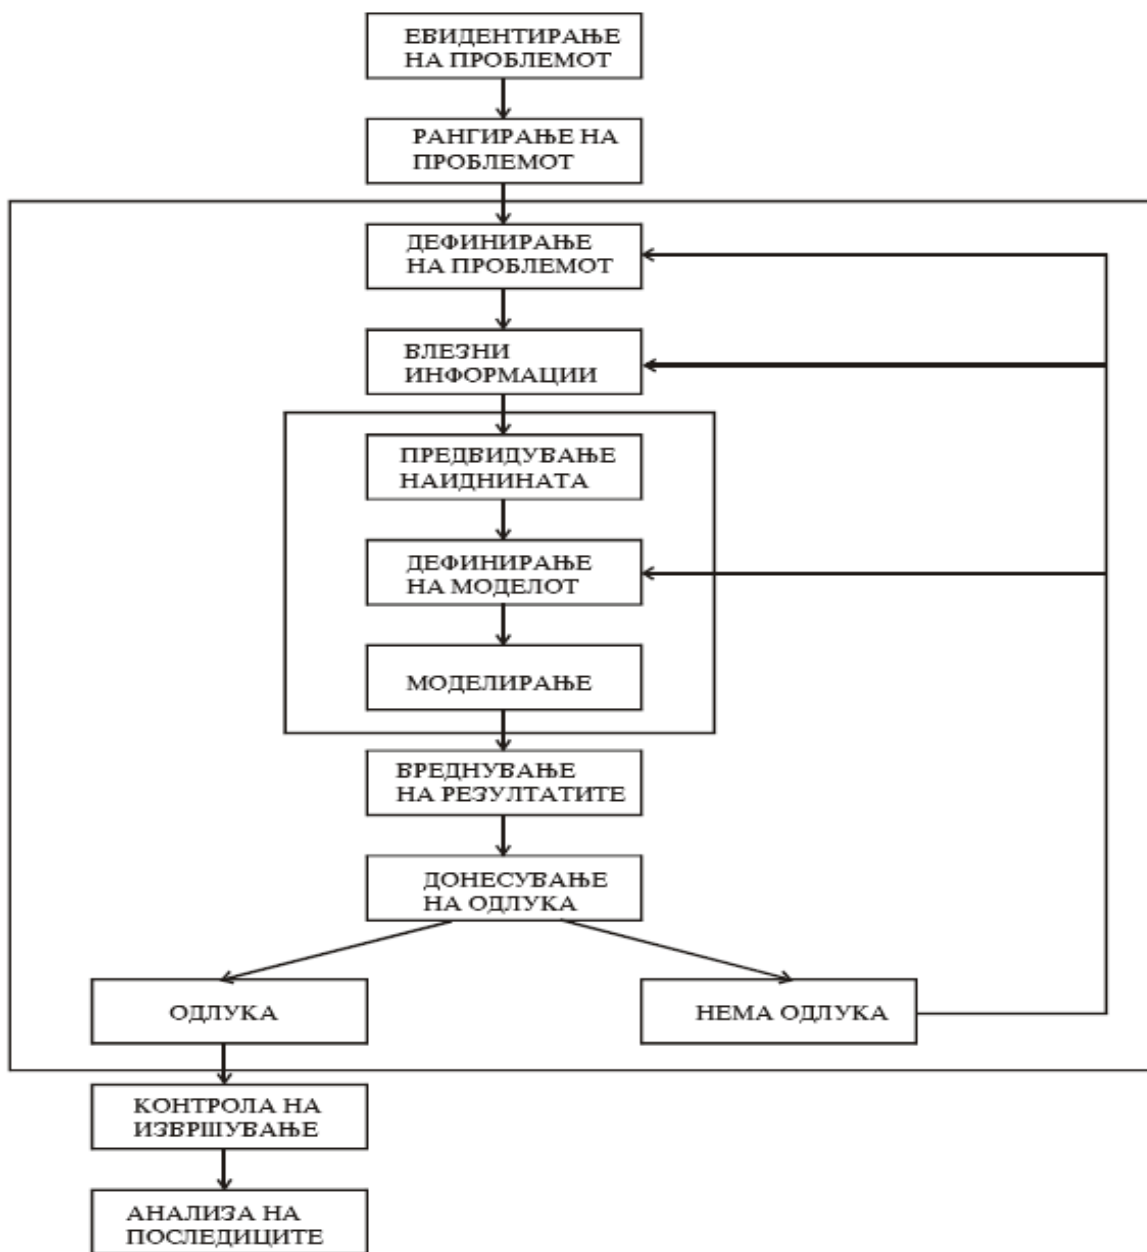 ЕВИДЕНТИРАЊЕ
НА ПРОБЛЕМОТ
РАНГИРАЊЕ НА
ПРОБЛЕМОТ
ДЕФИНИРАЊЕ
НА ПРОБЛЕМОТ
ВЛЕЗНИ
ИНФОРМАЦИИ
ПРЕДВИДУВАЊЕ
НАИДНИНАТА
ДЕФИНИРАЊЕ
НА МОДЕЛОТ
МОДЕЛИРАЊЕ
ВРЕДНУВАЊЕ
НА РЕЗУЛТАТИТЕ
ДОНЕСУВАЊЕ
НА ОДЛУКА
ОДЛУКА
НЕМА ОДЛУКА
КОНТРОЛА НА
ИЗВРШУВАЊЕ
АНАЛИЗА НА
ПОСЛЕДИЦИТЕ